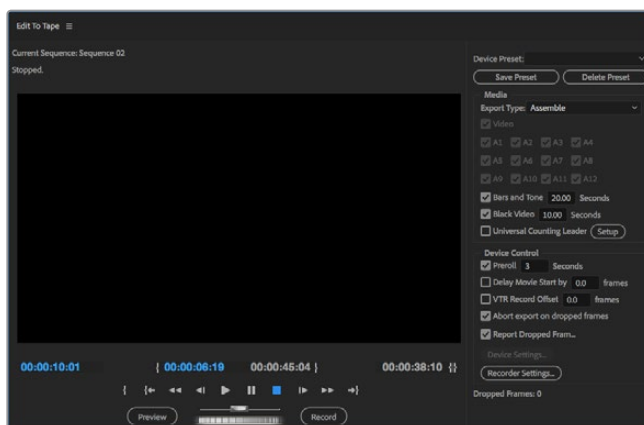 Edit To Tape
Current Sequence: Sequence 02
Stopped.
00:00:10:01
{ 00:00:06:19
00:00:45:04 }
00:00:38:10 {}
Preview
Record
Device Preset:
Save Preset
Delete Preset
Media
Export Type: Assemble
Video
A1 A2 A3 A4
A5 A6 A7 A8
A9 A10 A11 A12
Bars and Tone 20.00 Seconds
Black Video 10.00 Seconds
Universal Counting Leader Setup
Device Control
Preroll 3 Seconds
Delay Movie Start by 0.0 frames
VTR Record Offset 0.0 frames
Abort export on dropped frames
Report Dropped Fram...
Device Settings...
Recorder Settings...
Dropped Frames: 0